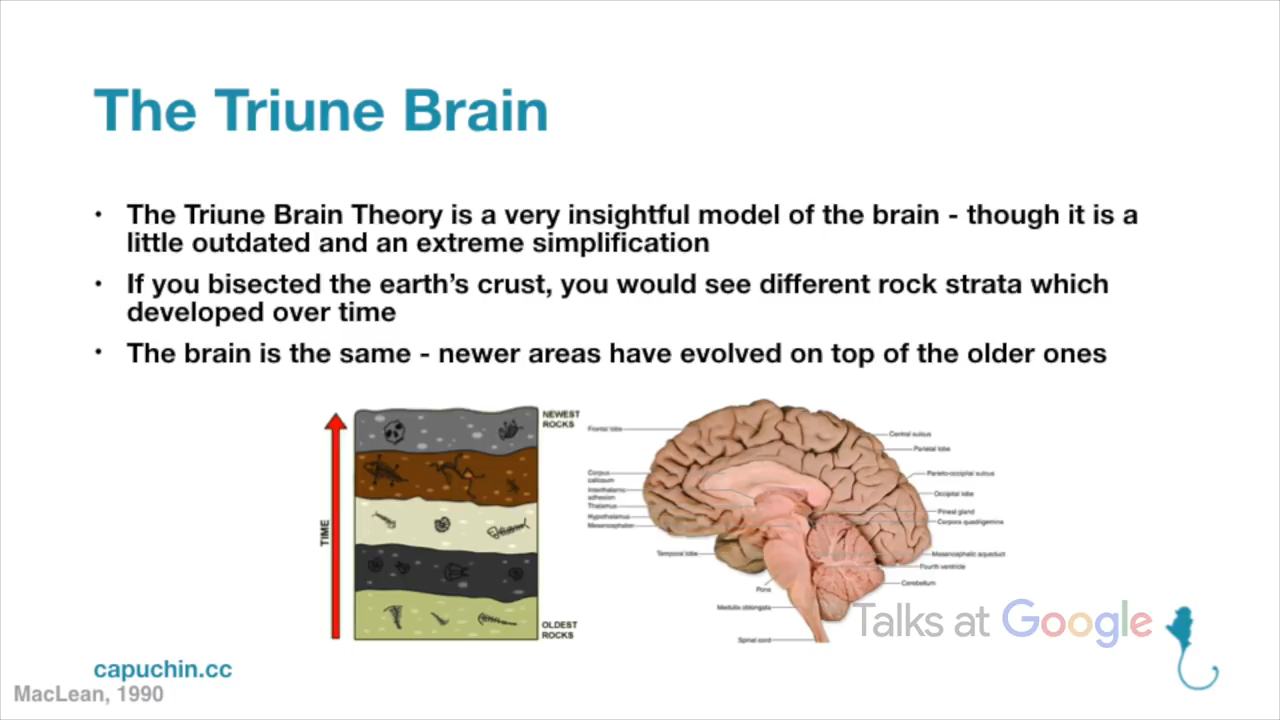 The Triune Brain
• The Triune Brain Theory is a very insightful model of the brain - though it is a
little outdated and an extreme simplification
• If you bisected the earth's crust, you would see different rock strata which
developed over time
• The brain is the same - newer areas have evolved on top of the older ones
TIME
NEWEST
ROCKS
OLDEST
ROCKS
Frontal lobe
Corpus
callosum
Interthalamic
adhesion
Thalamus
Hypothalamus
Mesencephalon
Temporal lobe
Pons
Medulla oblongata
Spinal cord
Central sulcus
Parietal lobe
Parieto-occipital sulcus
Occipital lobe
Pineal gland
Corpora quadrigemina
Mesencephalic aqueduct
Fourth ventricle
Cerebellum
Talks at Google
capuchin.cc
MacLean, 1990